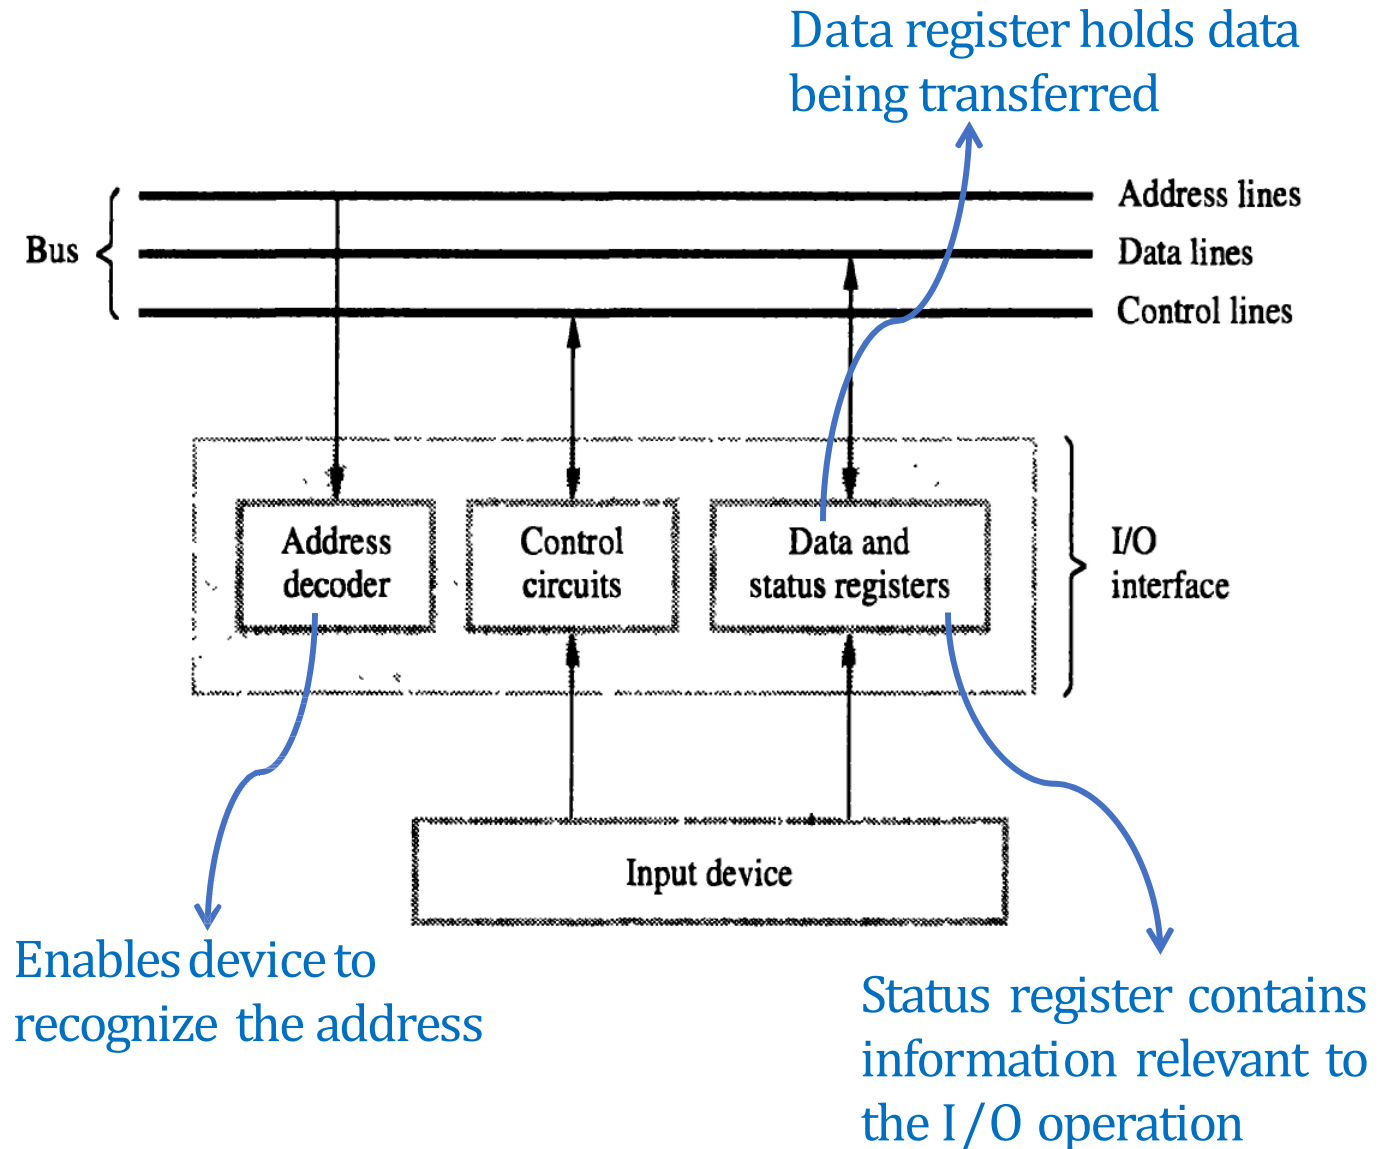 Data register holds data
being transferred
Bus
Address lines
Data lines
Control lines
Address
decoder
Control
circuits
Data and
status registers
I/O
interface
Input device
Enables device to
recognize the address
Status register contains
information relevant to
the I/O operation